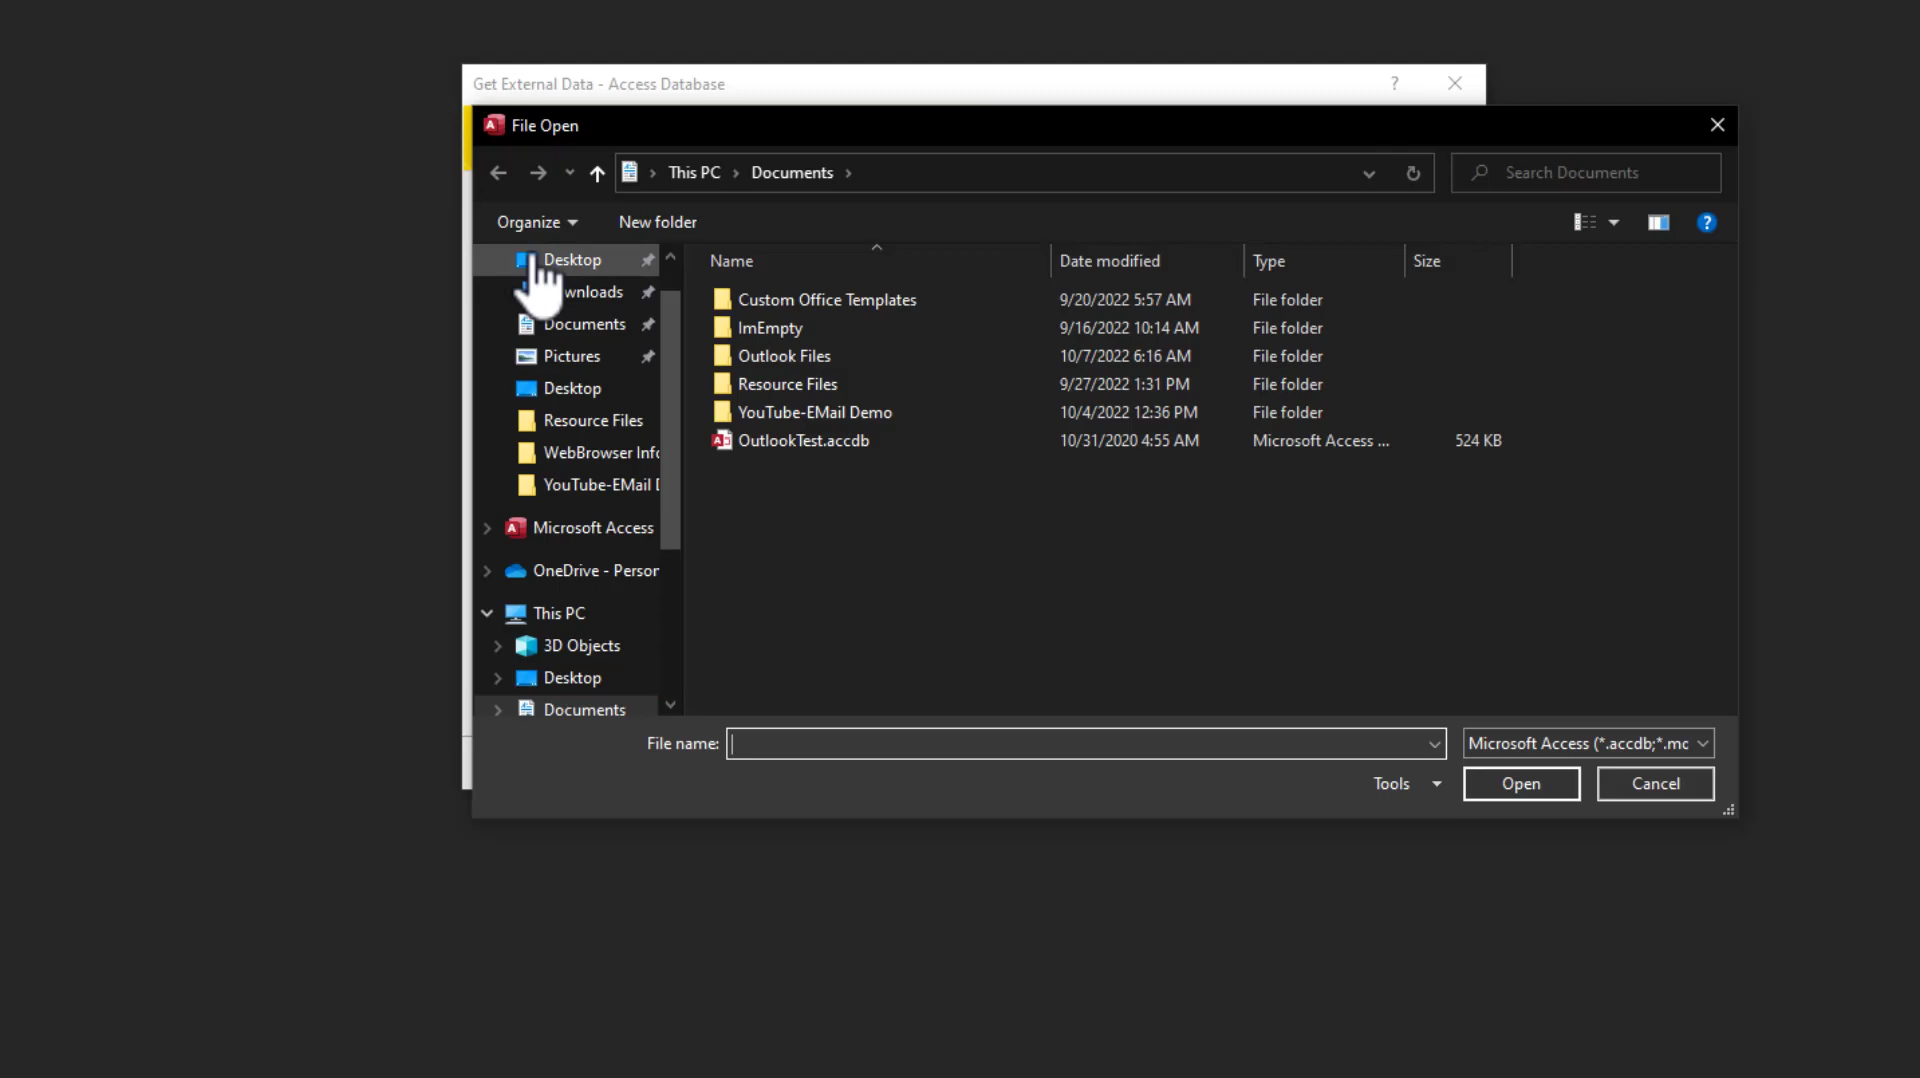 Get External Data - Access Database
File Open
This PC
Documents
Search Documents
Organize
New folder
Desktop
Documents
Pictures
Desktop
Resource Files
WebBrowser
YouTube-EMail
Microsoft Access
OneDrive -
This PC
3D Objects
Desktop
Documents
Name Date modified Type Size
Custom Office Templates 9/20/2022 5:57 AM File folder
ImEmpty 9/16/2022 10:14 AM File folder
Outlook Files 10/7/2022 6:16 AM File folder
Resource Files 9/27/2022 1:31 PM File folder
YouTube-EMail Demo 10/4/2022 12:36 PM File folder
OutlookTest.accdb 10/31/2020 4:55 AM Microsoft Access ... 524 KB
File name:
Microsoft Access (*.accdb;*.mc
Tools
Open
Cancel